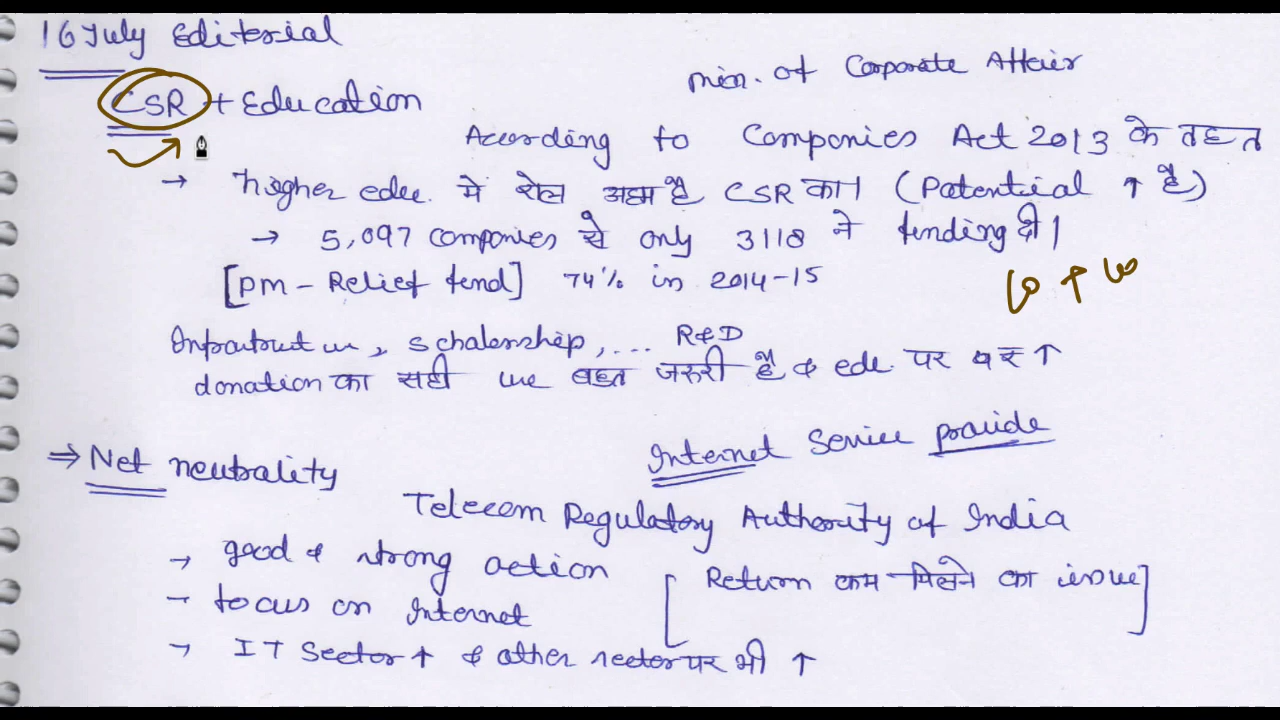 16 July Editorial
Min. of Corporate Affair
CSR + Education
According to Companies Act 2013 के तहत
→ higher edu. में रोल अहम है CSR का। (Potential ↑ है)
→ 5,097 companies से only 3118 ने funding दी।
[PM - Relief fund] 74% in 2014-15
scholarship, ... R&D
donation का सही use बहुत जरुरी है & edu. पर
⇒ Net neutrality
Internet Service provide
Telecom Regulatory Authority of India
→ good & strong action
[Return कम मिलने का issue]
→ focus on Internet
→ IT Sector ↑ & other sector पर भी ↑